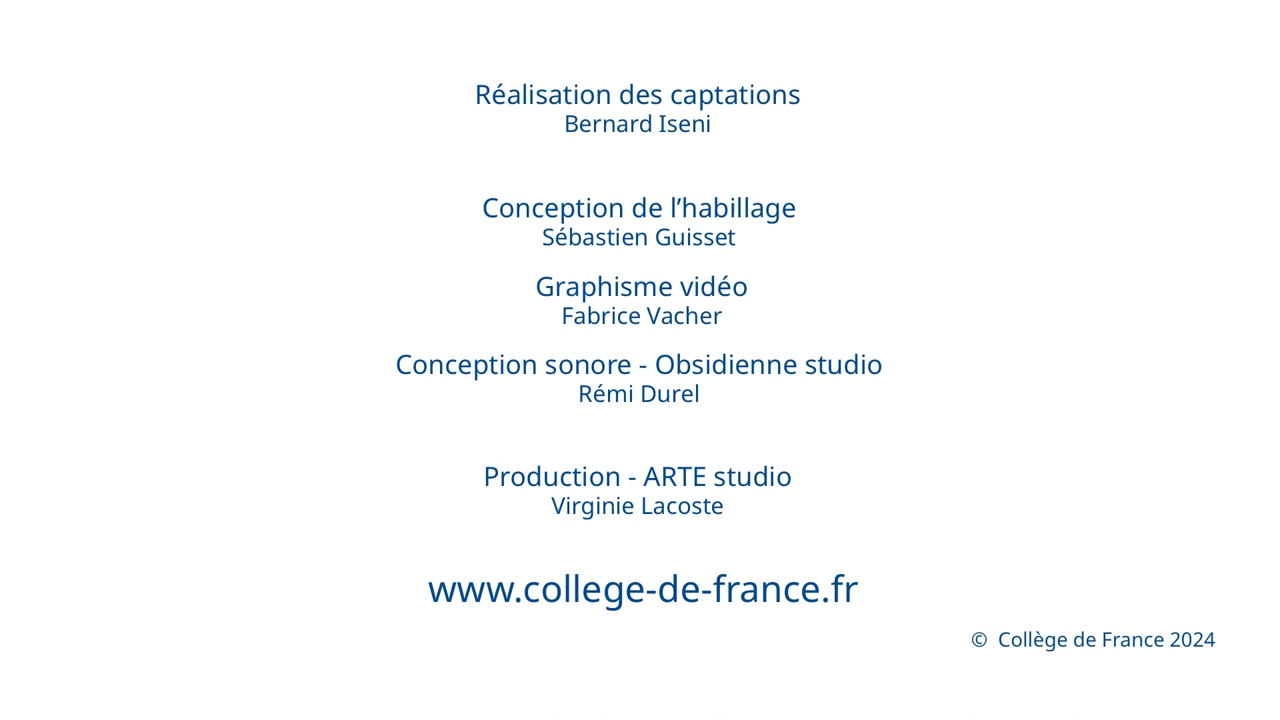 Réalisation des captations
Bernard Iseni
Conception de l’habillage
Sébastien Guisset
Graphisme vidéo
Fabrice Vacher
Conception sonore - Obsidienne studio
Rémi Durel
Production - ARTE studio
Virginie Lacoste
www.college-de-france.fr
© Collège de France 2024